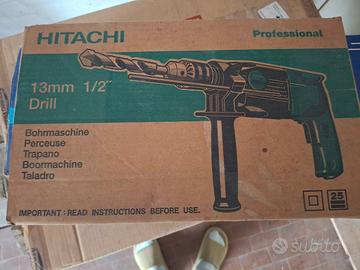 HITACHI
Professional
13mm 1/2"
Drill
Bohrmaschine
Perceuse
Trapano
Boormachine
Taladro
IMPORTANT: READ INSTRUCTIONS BEFORE USE.
25
subito